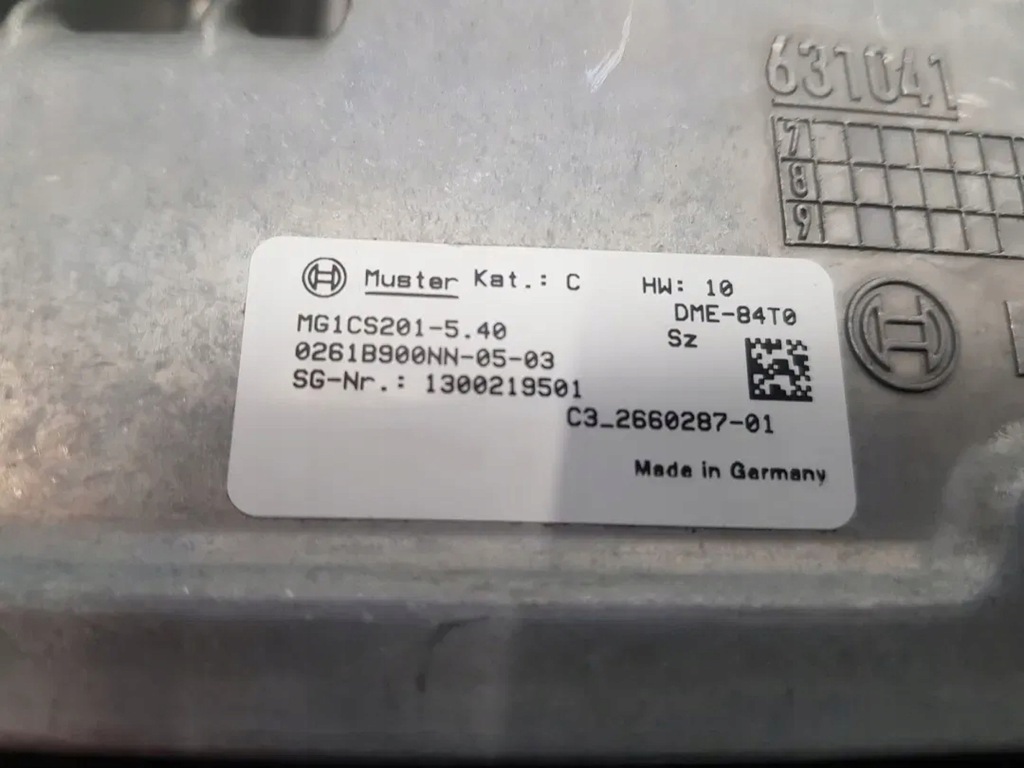 631041
7
8
9
Muster Kat.: C
HW: 10
DME-84T0
MG1CS201-5.40
Sz
0261B900NN-05-03
SG-Nr.: 1300219501
C3_2660287-01
Made in Germany